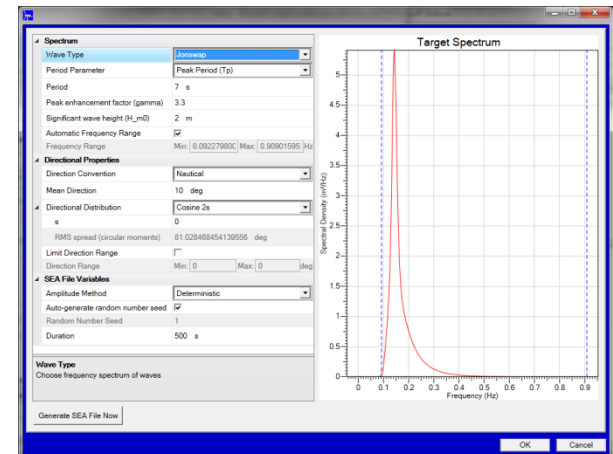 Spectrum
Wave Type Jonswap
Period Parameter Peak Period (Tp)
Period 7 s
Peak enhancement factor (gamma) 3.3
Significant wave height (H_m0) 2 m
Automatic Frequency Range
Frequency Range Min: 0.09227980( Max: 0.90901595. Hz
Directional Properties
Direction Convention Nautical
Mean Direction 10 deg
Directional Distribution Cosine 2s
s 0
RMS spread (circular moments) 81.028468454139556 deg
Limit Direction Range
Direction Range Min: 0 Max: 0 deg
SEA File Variables
Amplitude Method Deterministic
Auto-generate random number seed
Random Number Seed 1
Duration 500 s
Wave Type
Choose frequency spectrum of waves
Generate SEA File Now
Target Spectrum
Spectral Density (m²/Hz)
5
4.5
4
3.5
3
2.5
2
1.5
1
0.5
0
0 0.1 0.2 0.3 0.4 0.5 0.6 0.7 0.8 0.9
Frequency (Hz)
OK Cancel